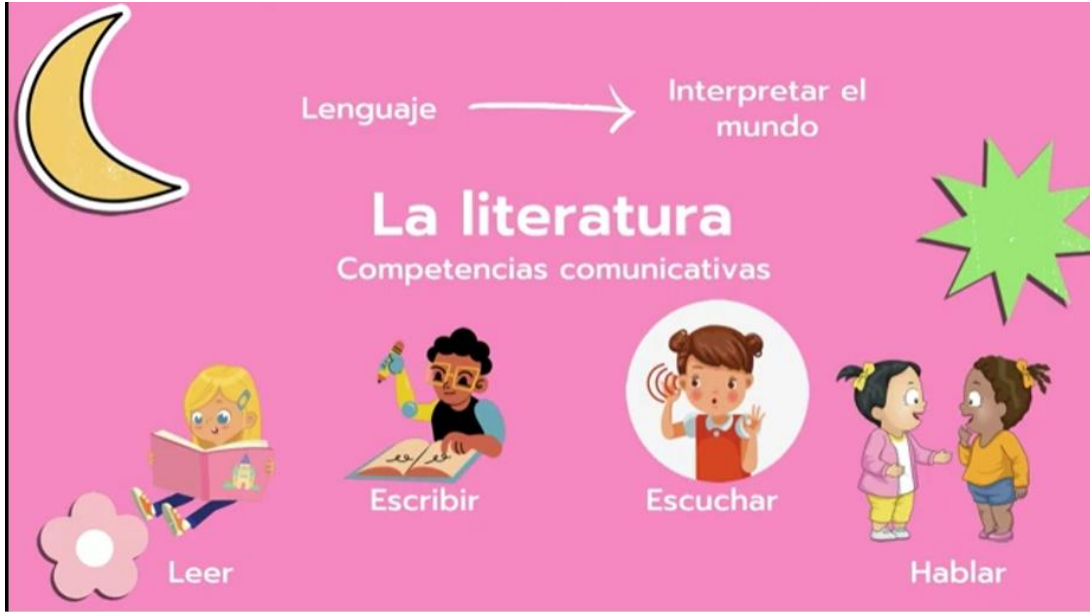 Lenguaje
Interpretar el
mundo
La literatura
Competencias comunicativas
Escribir
Escuchar
Leer
Hablar